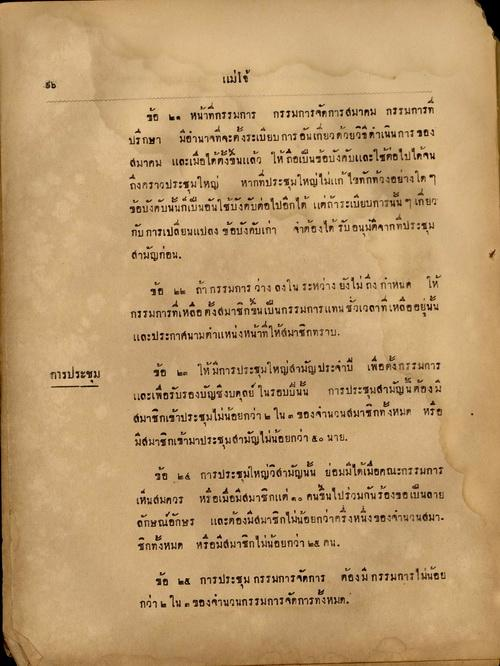 ๖๖
แม่โจ้
ข้อ ๒๑ หน้าที่กรรมการ กรรมการจัดการสมาคม กรรมการที่
ปรึกษา มีอำนาจที่จะตั้งระเบียบการอันเกี่ยวด้วยวิธีดำเนินการของ
สมาคม และเมื่อได้ตั้งขึ้นแล้ว ให้ถือเป็นข้อบังคับและใช้ต่อไปได้จน
ถึงคราวประชุมใหญ่ หากที่ประชุมใหญ่ไม่แก้ไขทักท้วงอย่างใดๆ
ข้อบังคับนั้นก็เป็นอันใช้บังคับต่อไปอีกได้ แต่ถ้าระเบียบการนั้นๆ เกี่ยว
กับการเปลี่ยนแปลง ข้อบังคับเก่า จำต้องได้รับอนุมัติจากที่ประชุม
สามัญก่อน.
ข้อ ๒๒ ถ้ากรรมการว่างลงในระหว่างยังไม่ถึงกำหนด ให้
กรรมการที่เหลือตั้งสมาชิกขึ้นเป็นกรรมการแทนชั่วเวลาที่เหลืออยู่นั้น
และประกาศนามตำแหน่งหน้าที่ให้สมาชิกทราบ.
การประชุม
ข้อ ๒๓ ให้มีการประชุมใหญ่สามัญประจำปี เพื่อตั้งกรรมการ
และเพื่อรับรองบัญชีงบดุลย์ในรอบปีนั้น การประชุมสามัญนี้ต้องมี
สมาชิกเข้าประชุมไม่น้อยกว่า ๒ ใน ๓ ของจำนวนสมาชิกทั้งหมด หรือ
มีสมาชิกเข้ามาประชุมสามัญไม่น้อยกว่า ๕๐ นาย.
ข้อ ๒๔ การประชุมใหญ่วิสามัญนั้น ย่อมมีได้เมื่อคณะกรรมการ
เห็นสมควร หรือเมื่อมีสมาชิกแต่ ๑๐ คนขึ้นไปร่วมกันร้องขอเป็นลาย
ลักษณ์อักษร และต้องมีสมาชิกไม่น้อยกว่าครึ่งหนึ่งของจำนวนสมา-
ชิกทั้งหมด หรือมีสมาชิกไม่น้อยกว่า ๒๕ คน.
ข้อ ๒๕ การประชุมกรรมการจัดการ ต้องมีกรรมการไม่น้อย
กว่า ๒ ใน ๓ ของจำนวนกรรมการจัดการทั้งหมด.